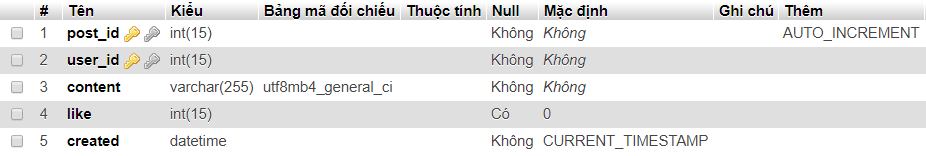 # Tên Kiểu Bảng mã đối chiếu Thuộc tính Null Mặc định Ghi chú Thêm
1 post_id int(15) Không Không AUTO_INCREMENT
2 user_id int(15) Không Không
3 content varchar(255) utf8mb4_general_ci Không Không
4 like int(15) Có 0
5 created datetime Không CURRENT_TIMESTAMP